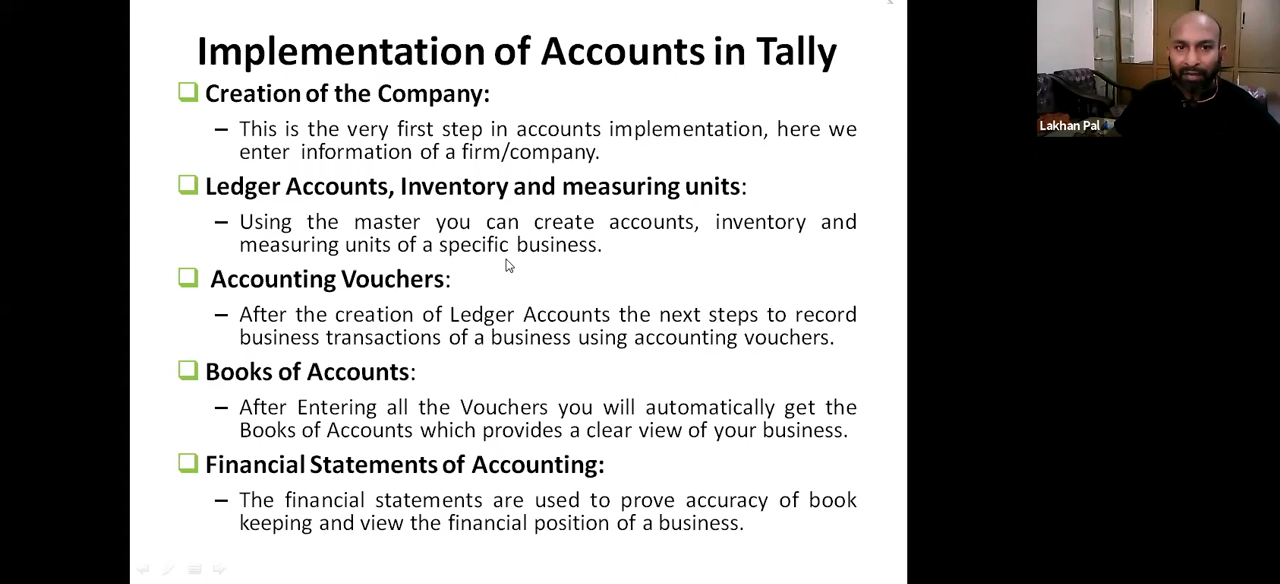 Implementation of Accounts in Tally
Creation of the Company:
– This is the very first step in accounts implementation, here we
enter information of a firm/company.
Ledger Accounts, Inventory and measuring units:
– Using the master you can create accounts, inventory and
measuring units of a specific business.
Accounting Vouchers:
– After the creation of Ledger Accounts the next steps to record
business transactions of a business using accounting vouchers.
Books of Accounts:
– After Entering all the Vouchers you will automatically get the
Books of Accounts which provides a clear view of your business.
Financial Statements of Accounting:
– The financial statements are used to prove accuracy of book
keeping and view the financial position of a business.
Lakhan Pal